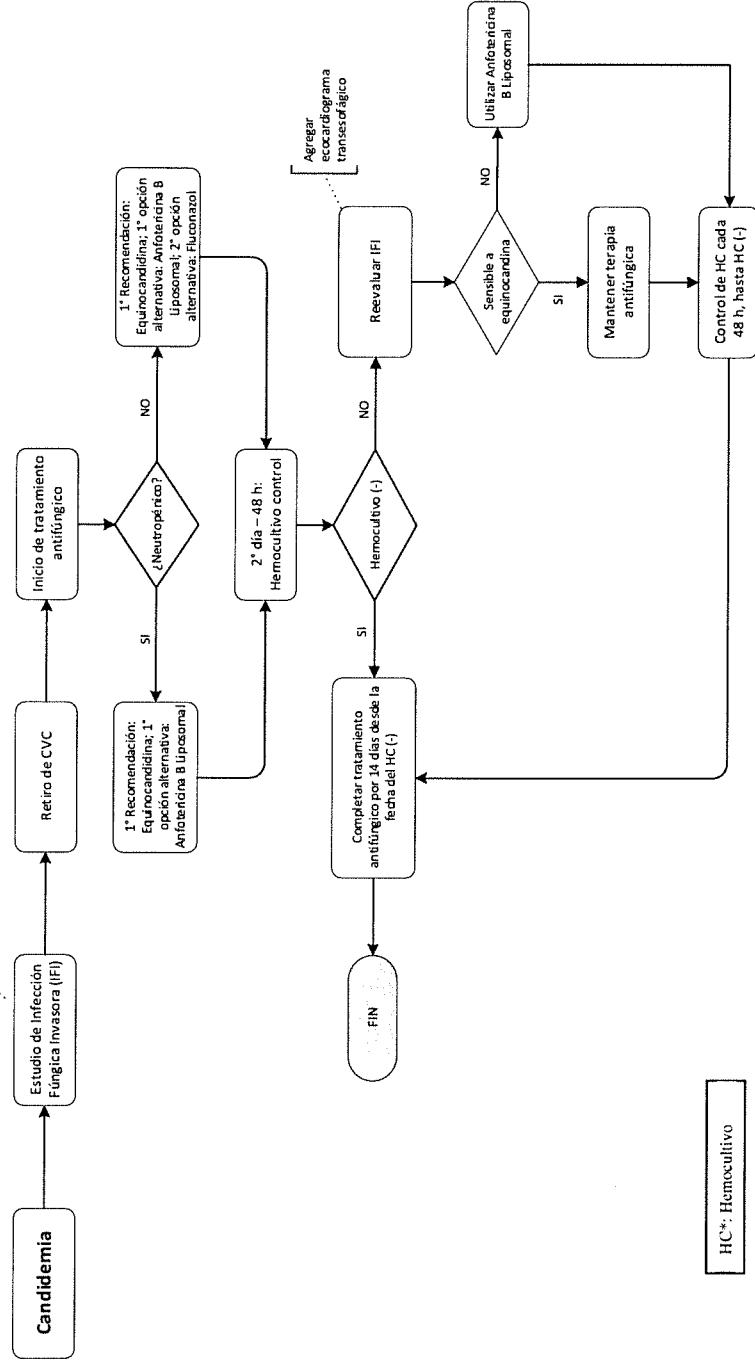 Candidemia
Estudio de Infección
Fúngica Invasora (IFI)
Retiro de CVC
Inicio de tratamiento
antifúngico
¿Neutropénico?
SI
NO
1° Recomendación:
Equinocandidina; 1°
opción alternativa:
Anfotericina B Liposomal
1° Recomendación:
Equinocandidina; 1° opción
alternativa: Anfotericina B
Liposomal; 2° opción
alternativa: Fluconazol
2° día – 48 h:
Hemocultivo control
Hemocultivo (-)
SI
NO
Completar tratamiento
antifúngico por 14 días desde la
fecha del HC (-)
FIN
Reevaluar IFI
Agregar
ecocardiograma
transesofágico
Sensible a
equinocandina
NO
SI
Utilizar Anfotericina
B Liposomal
Mantener terapia
antifúngica
Control de HC cada
48 h, hasta HC (-)
HC*: Hemocultivo